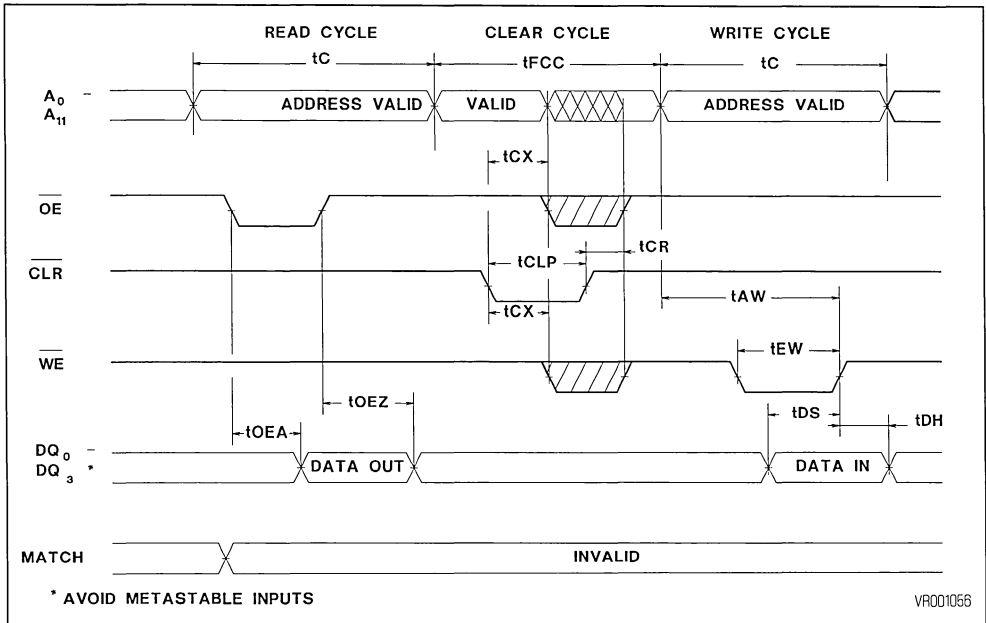 READ CYCLE CLEAR CYCLE WRITE CYCLE
tC tFCC tC
A0 -
A11
ADDRESS VALID VALID ADDRESS VALID
tCX
OE
tCR
tCLP
CLR
tCX
tAW
tEW
WE
tOEZ
tDS
tDH
tOEA
DQ0 -
DQ3 *
DATA OUT DATA IN
MATCH INVALID
* AVOID METASTABLE INPUTS
VR001056